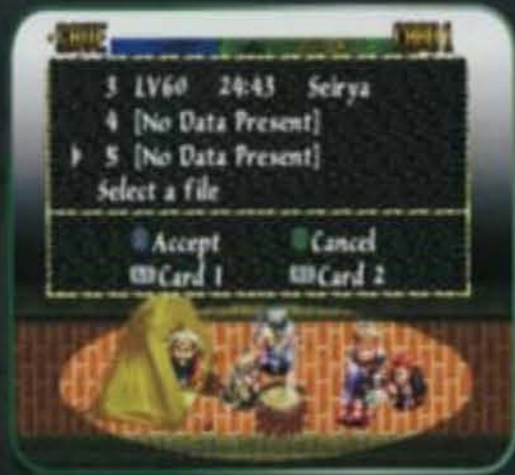 3 LV60 24:43 Seirya
4 [No Data Present]
5 [No Data Present]
Select a file
Accept Cancel
Card 1 Card 2